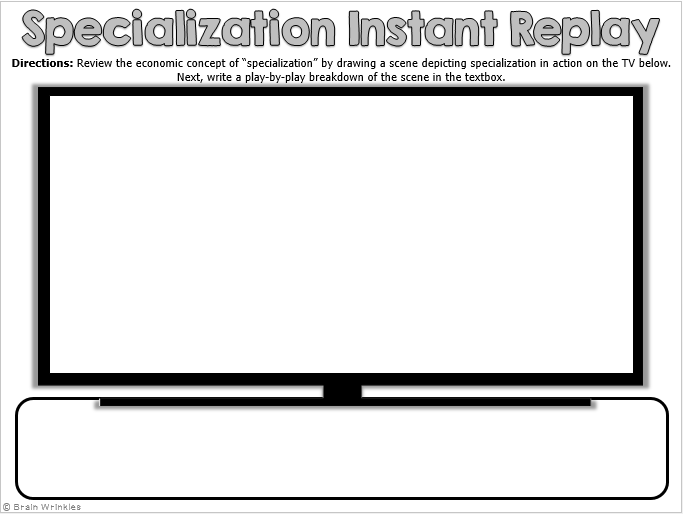 Specialization Instant Replay
Directions: Review the economic concept of “specialization” by drawing a scene depicting specialization in action on the TV below.
Next, write a play-by-play breakdown of the scene in the textbox.
© Brain Wrinkles